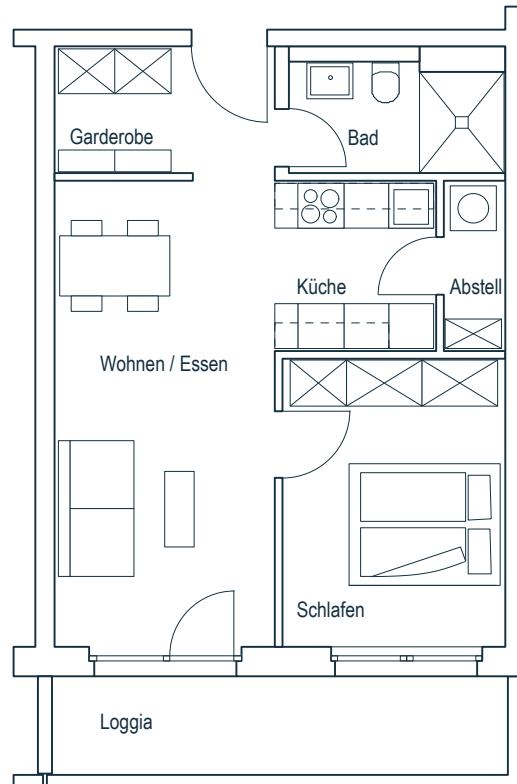 Garderobe
Bad
Küche
Abstell
Wohnen / Essen
Schlafen
Loggia